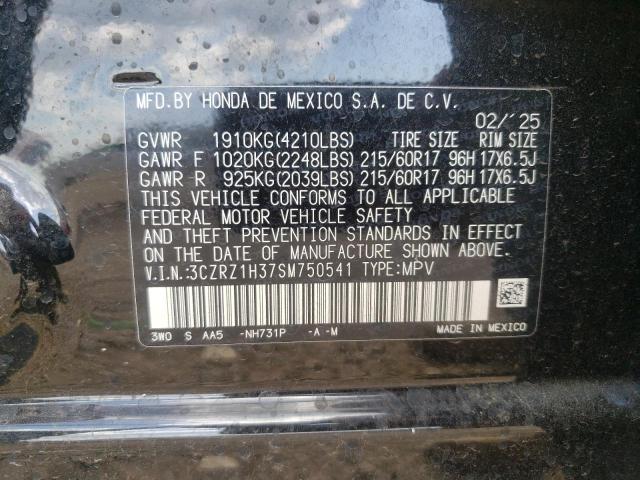 MFD.BY HONDA DE MEXICO S.A. DE C.V.
02/´25
GVWR 1910KG(4210LBS) TIRE SIZE RIM SIZE
GAWR F 1020KG(2248LBS) 215/60R17 96H 17X6.5J
GAWR R 925KG(2039LBS) 215/60R17 96H 17X6.5J
THIS VEHICLE CONFORMS TO ALL APPLICABLE
FEDERAL MOTOR VEHICLE SAFETY
AND THEFT PREVENTION STANDARDS IN EFFECT
ON THE DATE OF MANUFACTURE SHOWN ABOVE.
V.I.N.:3CZRZ1H37SM750541 TYPE:MPV
3W0 S AA5 -NH731P -A-M
MADE IN MEXICO